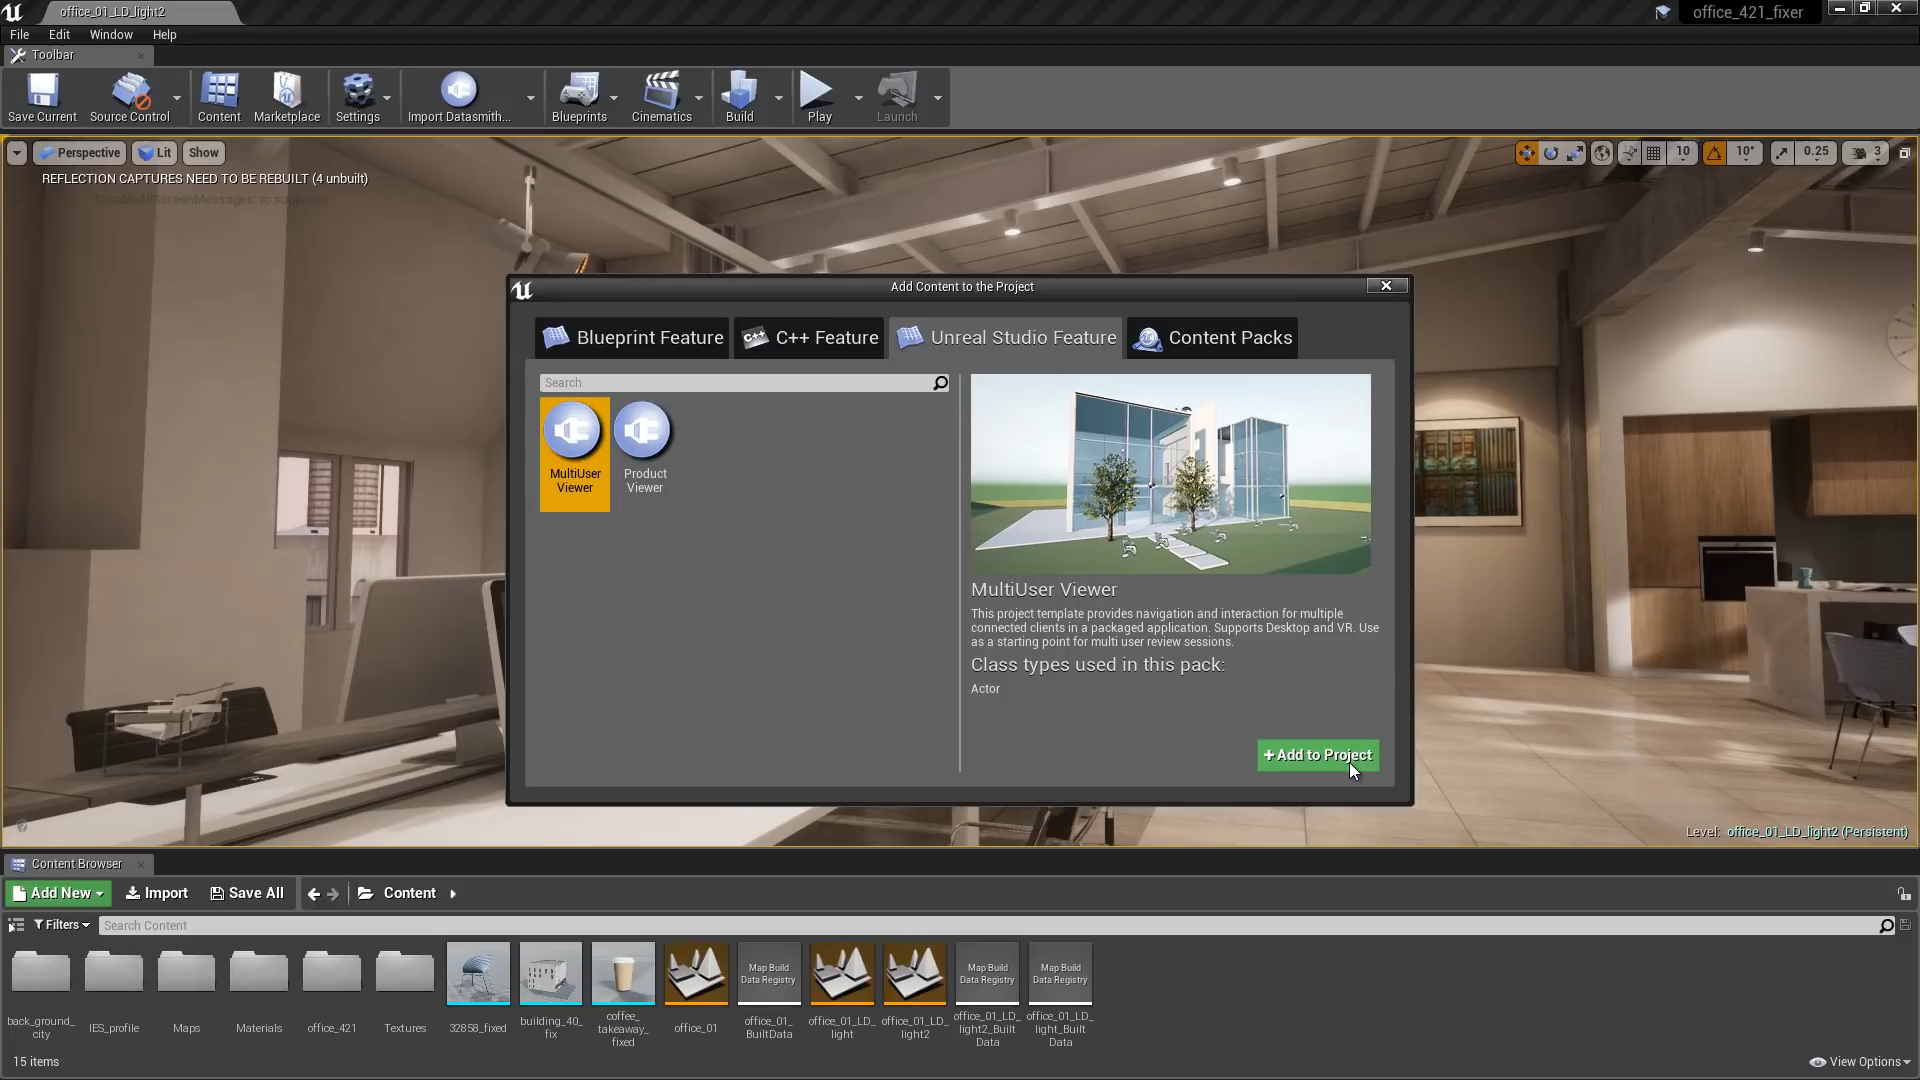 office_01_LD_light2
office_421_fixer
File Edit Window Help
Toolbar
Save Current Source Control Content Marketplace Settings Import Datasmith... Blueprints Cinematics Build Play Launch
Perspective Lit Show
10 10° 0.25 3
REFLECTION CAPTURES NEED TO BE REBUILT (4 unbuilt)
'DisableAllScreenMessages' to suppress
Add Content to the Project
Blueprint Feature
C++ Feature
Unreal Studio Feature
Content Packs
Search
MultiUser
Viewer
Product
Viewer
MultiUser Viewer
This project template provides navigation and interaction for multiple
connected clients in a packaged application. Supports Desktop and VR. Use
as a starting point for multi user review sessions.
Class types used in this pack:
Actor
+Add to Project
Level: office_01_LD_light2 (Persistent)
Content Browser
Add New Import Save All Content
Filters Search Content
Map Build
Data Registry
Map Build
Data Registry
Map Build
Data Registry
back_ground_
city
IES_profile
Maps
Materials
office_421
Textures
32858_fixed
building_40_
fix
coffee_
takeaway_
fixed
office_01
office_01_
BuiltData
office_01_LD_
light
office_01_LD_
light2
office_01_LD_
light2_Built
Data
office_01_LD_
light_Built
Data
15 items
View Options